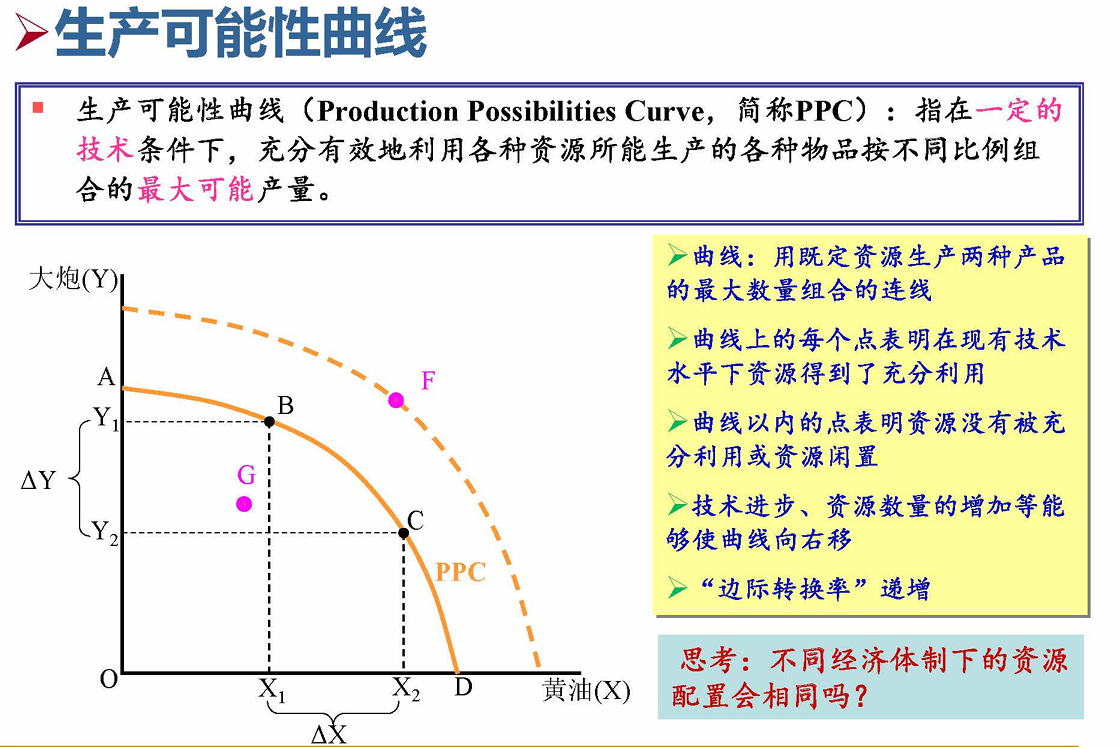 生产可能性曲线
生产可能性曲线（Production Possibilities Curve，简称PPC）：指在一定的
技术条件下，充分有效地利用各种资源所能生产的各种物品按不同比例组
合的最大可能产量。
大炮(Y)
A
Y1
B
F
G
ΔY
Y2
C
PPC
O
X1
X2
D
黄油(X)
ΔX
曲线：用既定资源生产两种产品
的最大数量组合的连线
曲线上的每个点表明在现有技术
水平下资源得到了充分利用
曲线以内的点表明资源没有被充
分利用或资源闲置
技术进步、资源数量的增加等能
够使曲线向右移
“边际转换率”递增
思考：不同经济体制下的资源
配置会相同吗？